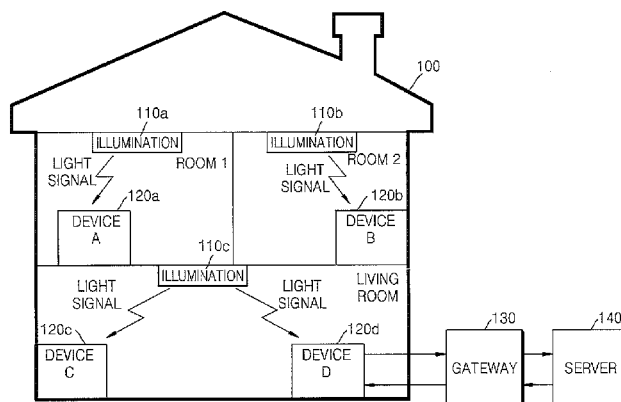 100
110a
110b
ILLUMINATION
ILLUMINATION
ROOM 1
ROOM 2
LIGHT
SIGNAL
LIGHT
SIGNAL
120a
120b
DEVICE
A
DEVICE
B
110c
ILLUMINATION
LIVING
ROOM
LIGHT
SIGNAL
LIGHT
SIGNAL
120c
120d
130
140
DEVICE
C
DEVICE
D
GATEWAY
SERVER